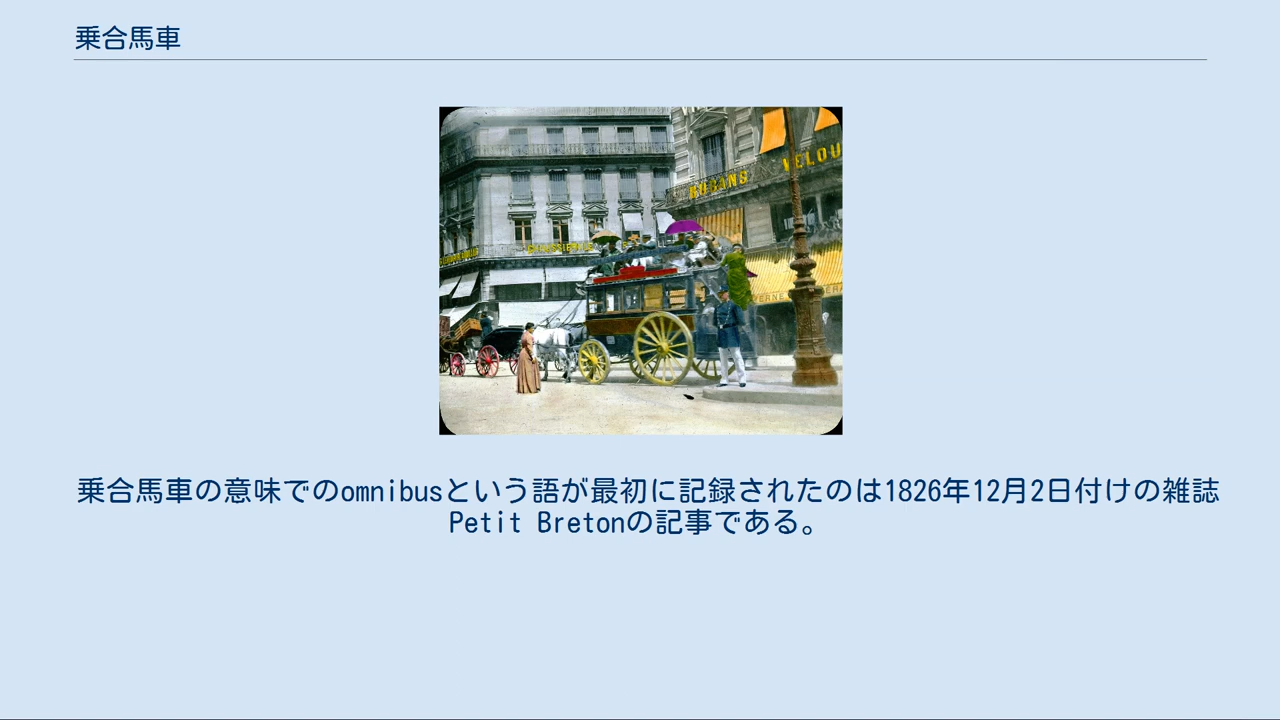 乗合馬車
RUBANS
VELOU
乗合馬車の意味でのomnibusという語が最初に記録されたのは1826年12月2日付けの雑誌
Petit Bretonの記事である。